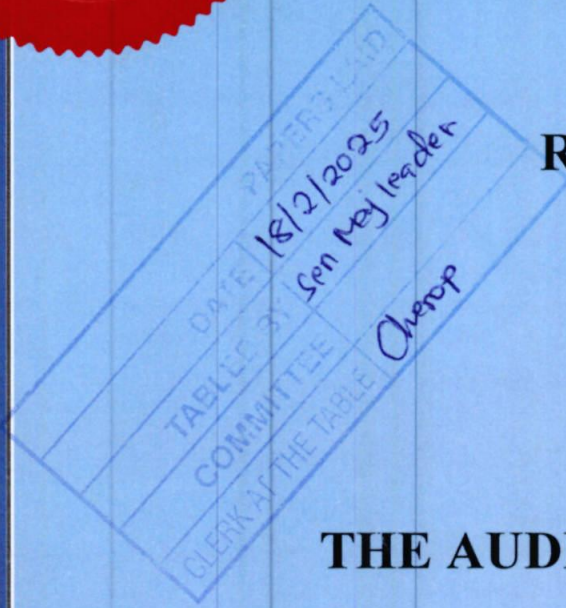 PAPERS LAID
DATE 18/2/2025
TABLED BY Sen Maj leader
COMMITTEE
CLERK AT THE TABLE Cherop
R
THE AUD